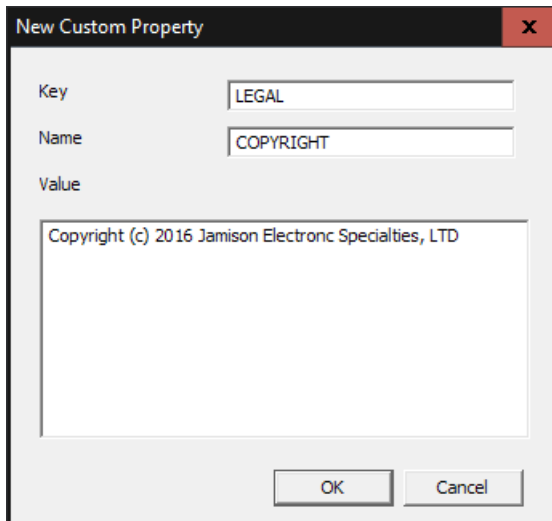 New Custom Property
x
Key
LEGAL
Name
COPYRIGHT
Value
Copyright (c) 2016 Jamison Electronc Specialties, LTD
OK
Cancel